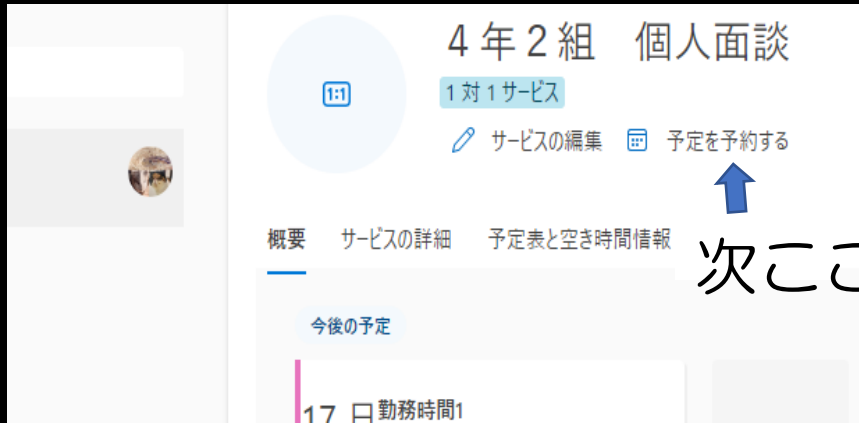 4年2組　個人面談
1:1
1対1サービス
サービスの編集　予定を予約する
概要　サービスの詳細　予定表と空き時間情報
次ここ
今後の予定
17 日 勤務時間1